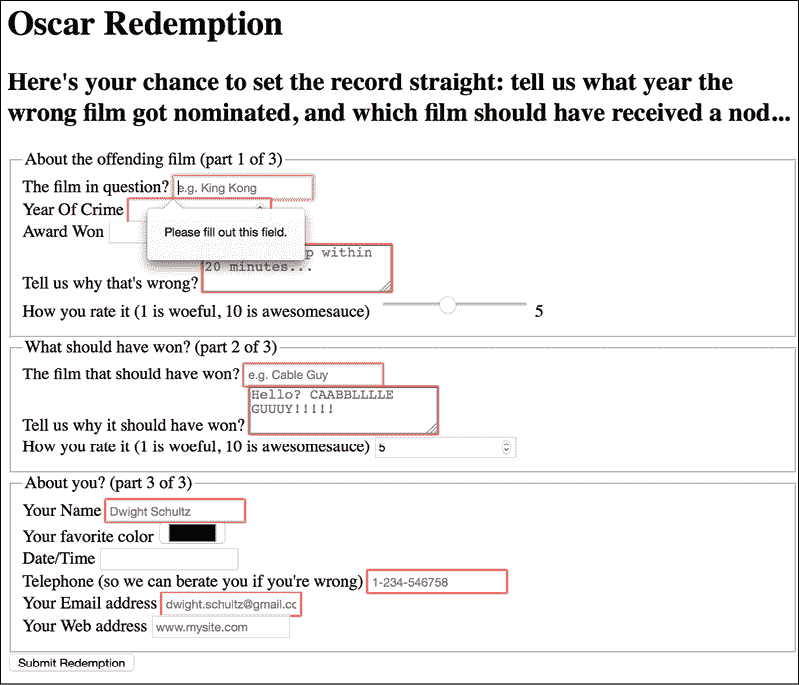 Oscar Redemption
Here's your chance to set the record straight: tell us what year the
wrong film got nominated, and which film should have received a nod...
About the offending film (part 1 of 3)
The film in question? e.g. King Kong
Year Of Crime
Please fill out this field.
Award Won
within
20 minutes...
Tell us why that's wrong?
How you rate it (1 is woeful, 10 is awesomesauce) 5
What should have won? (part 2 of 3)
The film that should have won? e.g. Cable Guy
Hello? CAABBLLLLE
GUUUY!!!!!
Tell us why it should have won?
How you rate it (1 is woeful, 10 is awesomesauce) 5
About you? (part 3 of 3)
Your Name Dwight Schultz
Your favorite color
Date/Time
Telephone (so we can berate you if you're wrong) 1-234-546758
Your Email address dwight.schultz@gmail.cc
Your Web address www.mysite.com
Submit Redemption